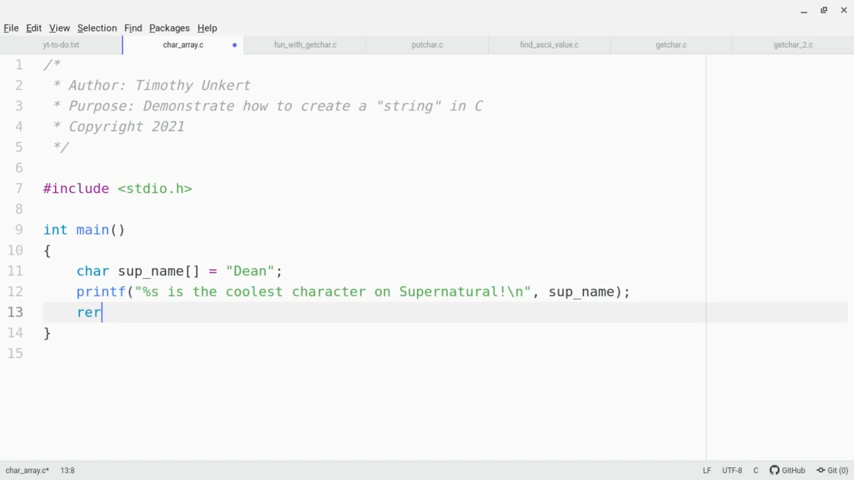 File Edit View Selection Find Packages Help
yt-to-do.txt char_array.c fun_with_getchar.c putchar.c find_ascii_value.c getchar.c getchar_2.c
1 /*
2 * Author: Timothy Unkert
3 * Purpose: Demonstrate how to create a "string" in C
4 * Copyright 2021
5 */
6
7 #include <stdio.h>
8
9 int main()
10 {
11 char sup_name[] = "Dean";
12 printf("%s is the coolest character on Supernatural!\n", sup_name);
13 rer
14 }
15
char_array.c* 13:8 LF UTF-8 C GitHub Git (0)